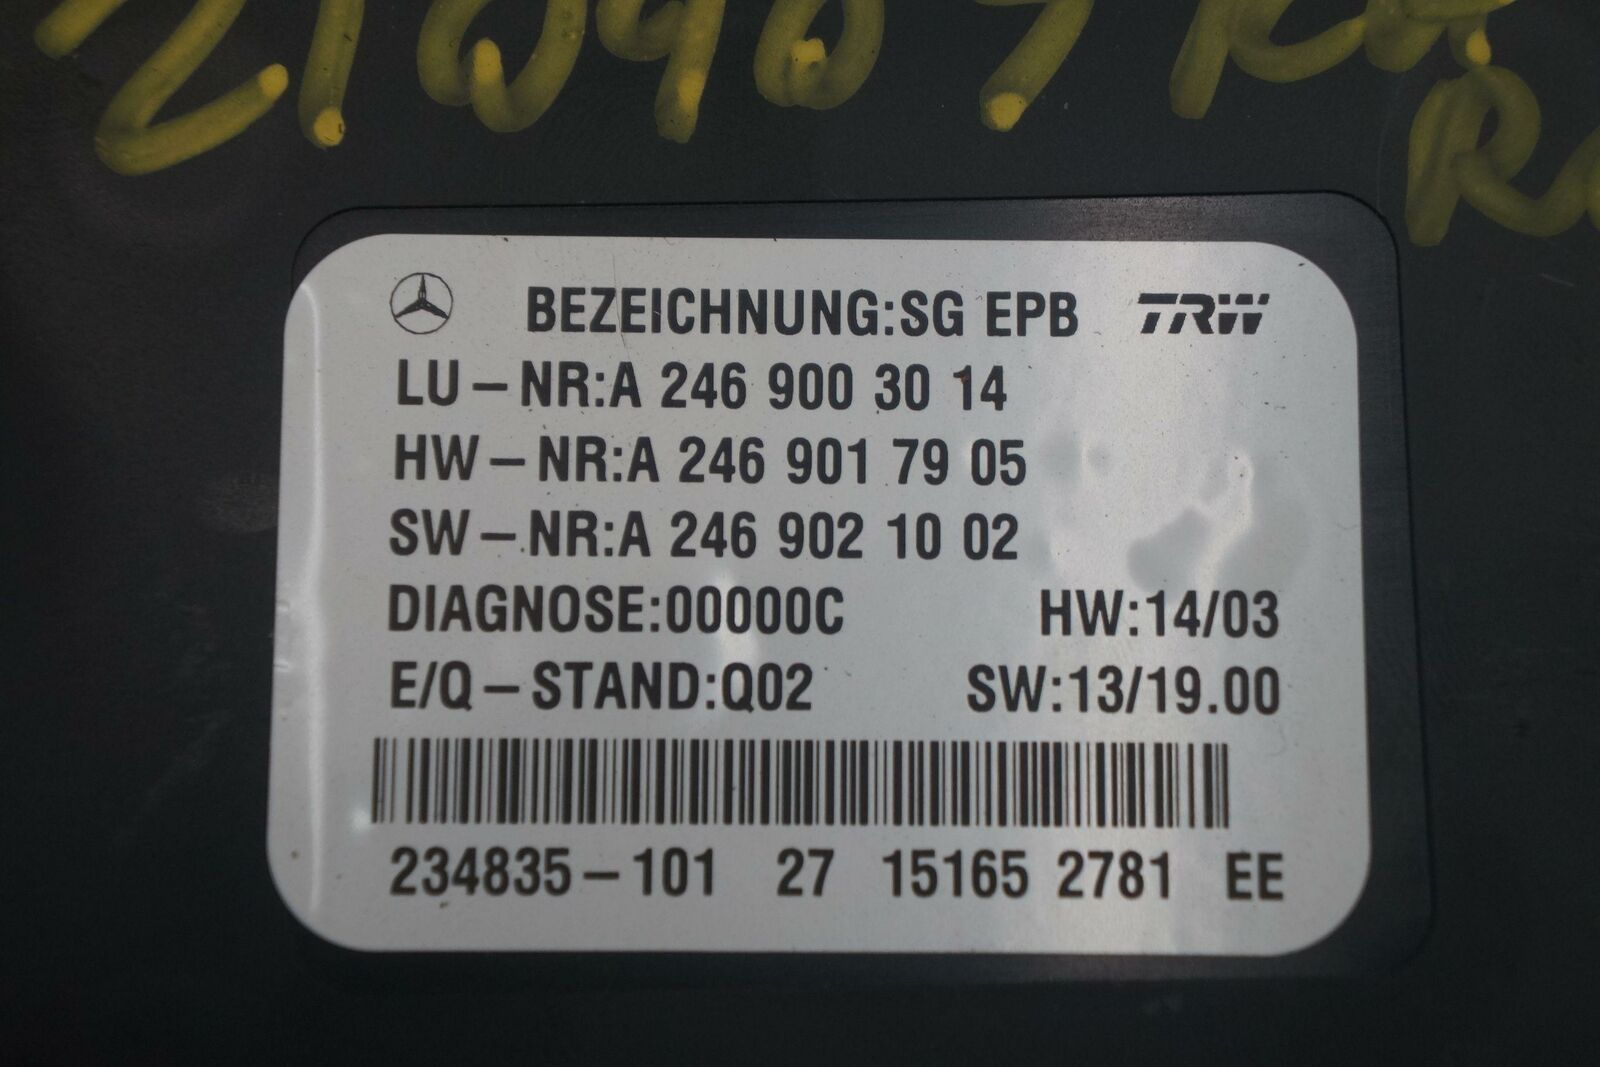 BEZEICHNUNG:SG EPB TRW
LU-NR:A 246 900 30 14
HW-NR:A 246 901 79 05
SW-NR:A 246 902 10 02
DIAGNOSE:00000C HW:14/03
E/Q-STAND:Q02 SW:13/19.00
234835-101 27 15165 2781 EE